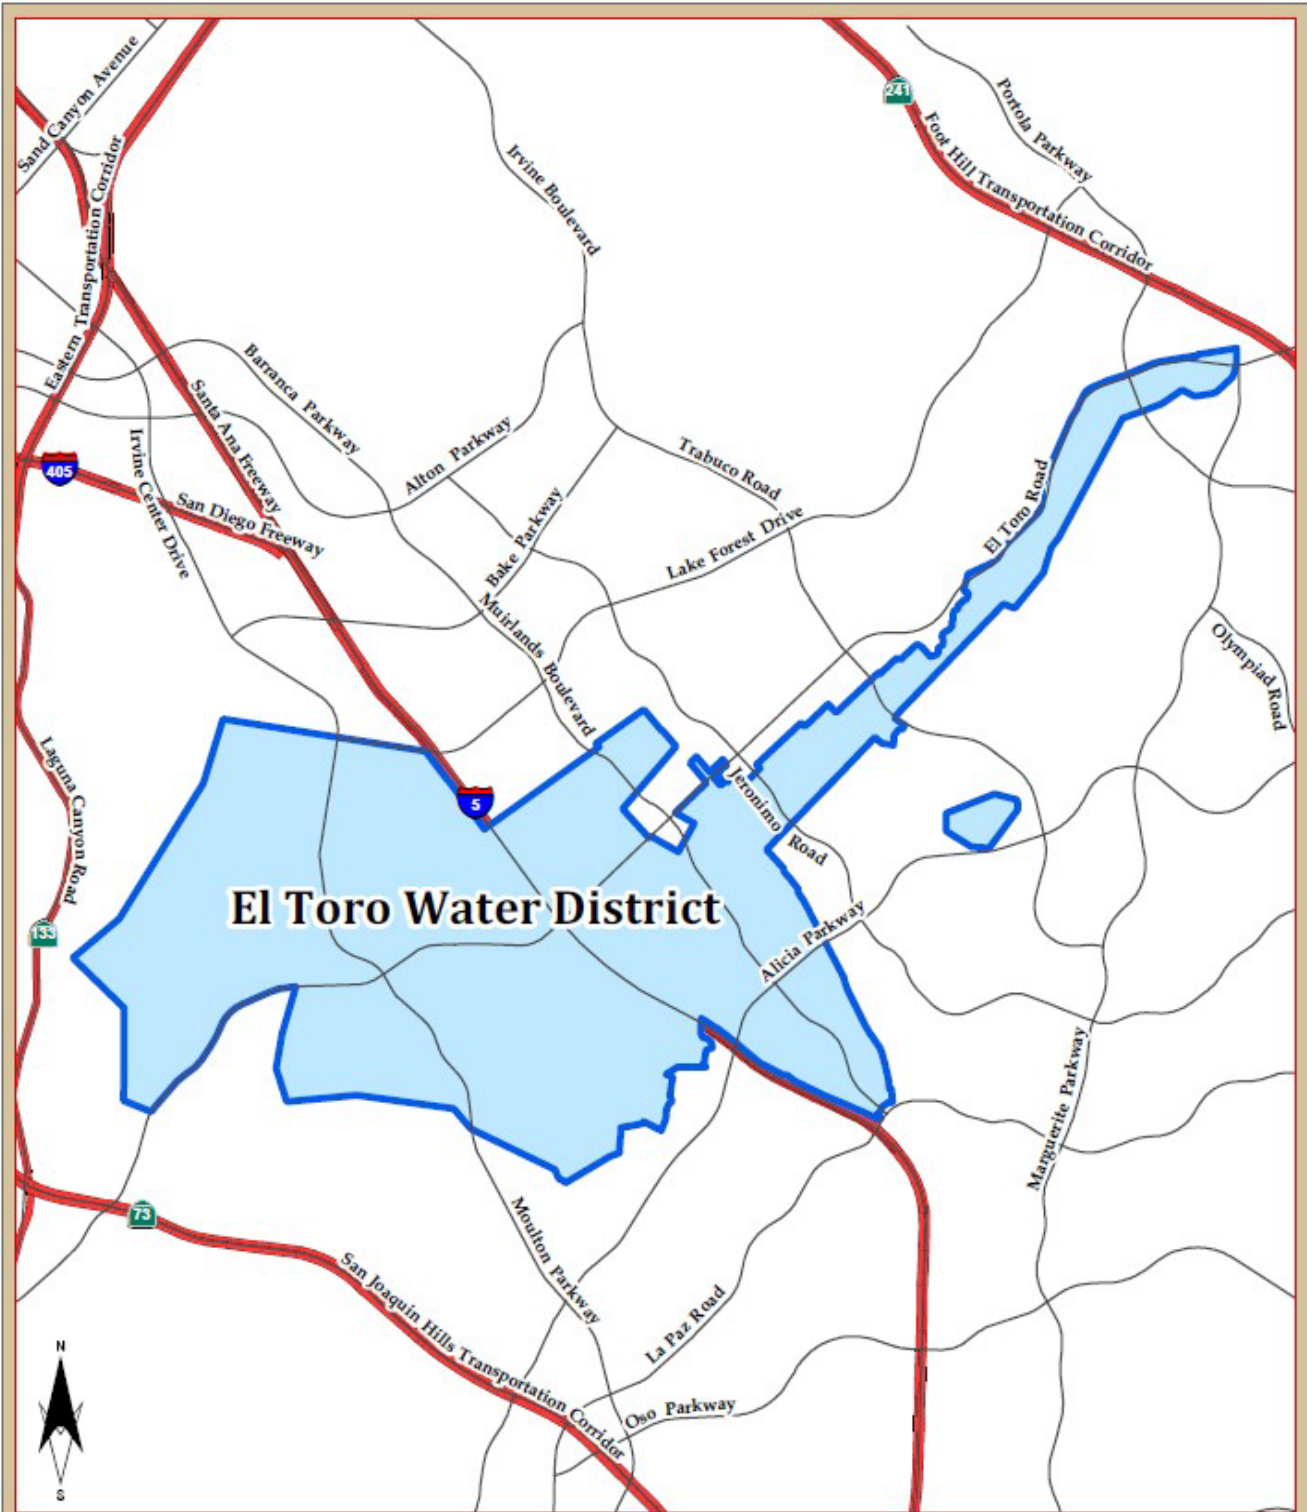 Sand Canyon Avenue
Eastern Transportation Corridor
Irvine Boulevard
241
Foot Hill Transportation Corridor
Portola Parkway
Barranca Parkway
Santa Ana Freeway
Alton Parkway
Trabuco Road
405
San Diego Freeway
Irvine Center Drive
Bake Parkway
Lake Forest Drive
El Toro Road
Muirlands Boulevard
Olympiad Road
Laguna Canyon Road
5
Jeronimo Road
El Toro Water District
133
Alicia Parkway
Marguerite Parkway
73
Moulton Parkway
San Joaquin Hills Transportation Corridor
La Paz Road
Oso Parkway
N
S